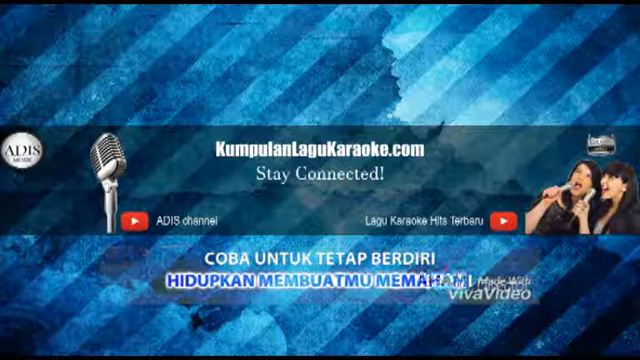 KumpulanLaguKaraoke.com
Stay Connected!
ADIS
MUSIK
ADIS channel
Lagu Karaoke Hits Terbaru
COBA UNTUK TETAP BERDIRI
HIDUPKAN MEMBUATMU MEMAHAMI
Made With
VivaVideo